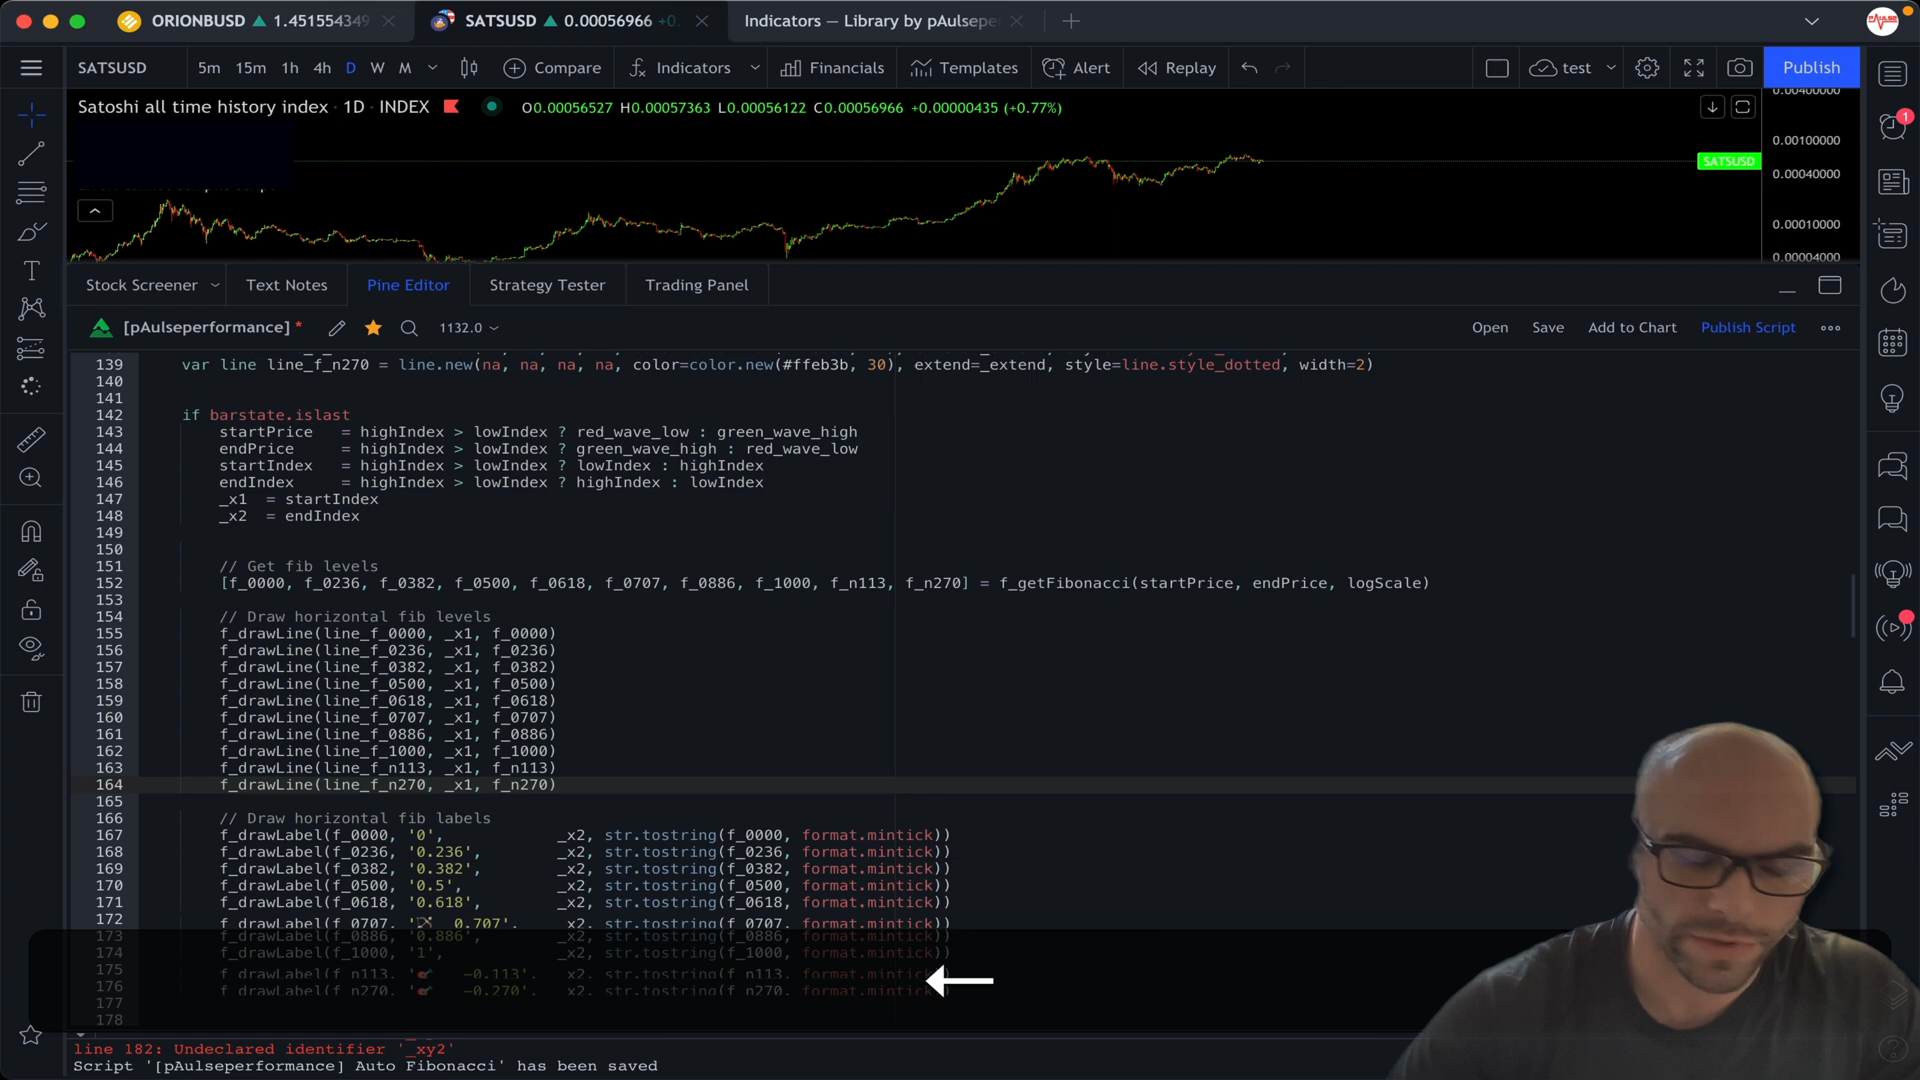 ORIONBUSD ▲ 1.451554349
SATSUSD ▲ 0.00056966 +0.
Indicators — Library by pAulsepe
SATSUSD 5m 15m 1h 4h D W M Compare Indicators Financials Templates Alert Replay test Publish
Satoshi all time history index · 1D · INDEX O0.00056527 H0.00057363 L0.00056122 C0.00056966 +0.00000435 (+0.77%)
0.00400000
0.00100000
SATSUSD
0.00040000
0.00010000
0.00004000
1
Stock Screener Text Notes Pine Editor Strategy Tester Trading Panel
[pAulseperformance] * 1132.0 Open Save Add to Chart Publish Script
139 var line line_f_n270 = line.new(na, na, na, na, color=color.new(#ffeb3b, 30), extend=_extend, style=line.style_dotted, width=2)
140
141
142 if barstate.islast
143 startPrice = highIndex > lowIndex ? red_wave_low : green_wave_high
144 endPrice = highIndex > lowIndex ? green_wave_high : red_wave_low
145 startIndex = highIndex > lowIndex ? lowIndex : highIndex
146 endIndex = highIndex > lowIndex ? highIndex : lowIndex
147 _x1 = startIndex
148 _x2 = endIndex
149
150
151 // Get fib levels
152 [f_0000, f_0236, f_0382, f_0500, f_0618, f_0707, f_0886, f_1000, f_n113, f_n270] = f_getFibonacci(startPrice, endPrice, logScale)
153
154 // Draw horizontal fib levels
155 f_drawLine(line_f_0000, _x1, f_0000)
156 f_drawLine(line_f_0236, _x1, f_0236)
157 f_drawLine(line_f_0382, _x1, f_0382)
158 f_drawLine(line_f_0500, _x1, f_0500)
159 f_drawLine(line_f_0618, _x1, f_0618)
160 f_drawLine(line_f_0707, _x1, f_0707)
161 f_drawLine(line_f_0886, _x1, f_0886)
162 f_drawLine(line_f_1000, _x1, f_1000)
163 f_drawLine(line_f_n113, _x1, f_n113)
164 f_drawLine(line_f_n270, _x1, f_n270)
165
166 // Draw horizontal fib labels
167 f_drawLabel(f_0000, '0', _x2, str.tostring(f_0000, format.mintick))
168 f_drawLabel(f_0236, '0.236', _x2, str.tostring(f_0236, format.mintick))
169 f_drawLabel(f_0382, '0.382', _x2, str.tostring(f_0382, format.mintick))
170 f_drawLabel(f_0500, '0.5', _x2, str.tostring(f_0500, format.mintick))
171 f_drawLabel(f_0618, '0.618', _x2, str.tostring(f_0618, format.mintick))
172 f_drawLabel(f_0707, ' 0.707', _x2, str.tostring(f_0707, format.mintick))
173 f_drawLabel(f_0886, '0.886', _x2, str.tostring(f_0886, format.mintick))
174 f_drawLabel(f_1000, '1', _x2, str.tostring(f_1000, format.mintick))
175 f_drawLabel(f_n113, ' -0.113', _x2, str.tostring(f_n113, format.mintick
176 f_drawLabel(f_n270, ' -0.270', _x2, str.tostring(f_n270, format.mintick
177
178
line 182: Undeclared identifier '_xy2'
Script '[pAulseperformance] Auto Fibonacci' has been saved